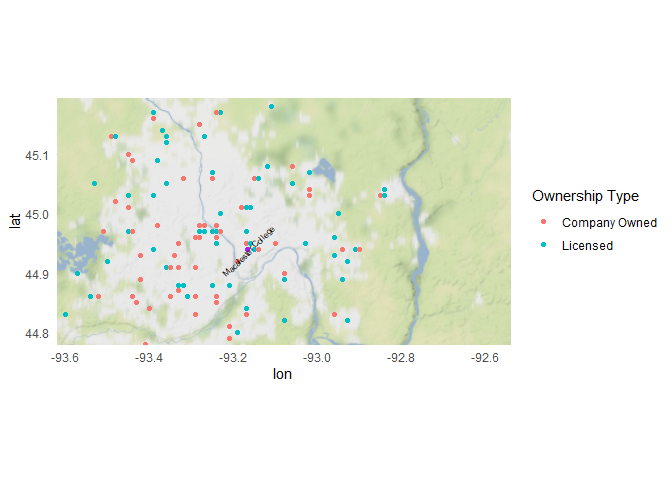 lat
45.1
45.0
44.9
44.8
Macalester College
-93.6
-93.4
-93.2
-93.0
-92.8
-92.6
lon
Ownership Type
Company Owned
Licensed